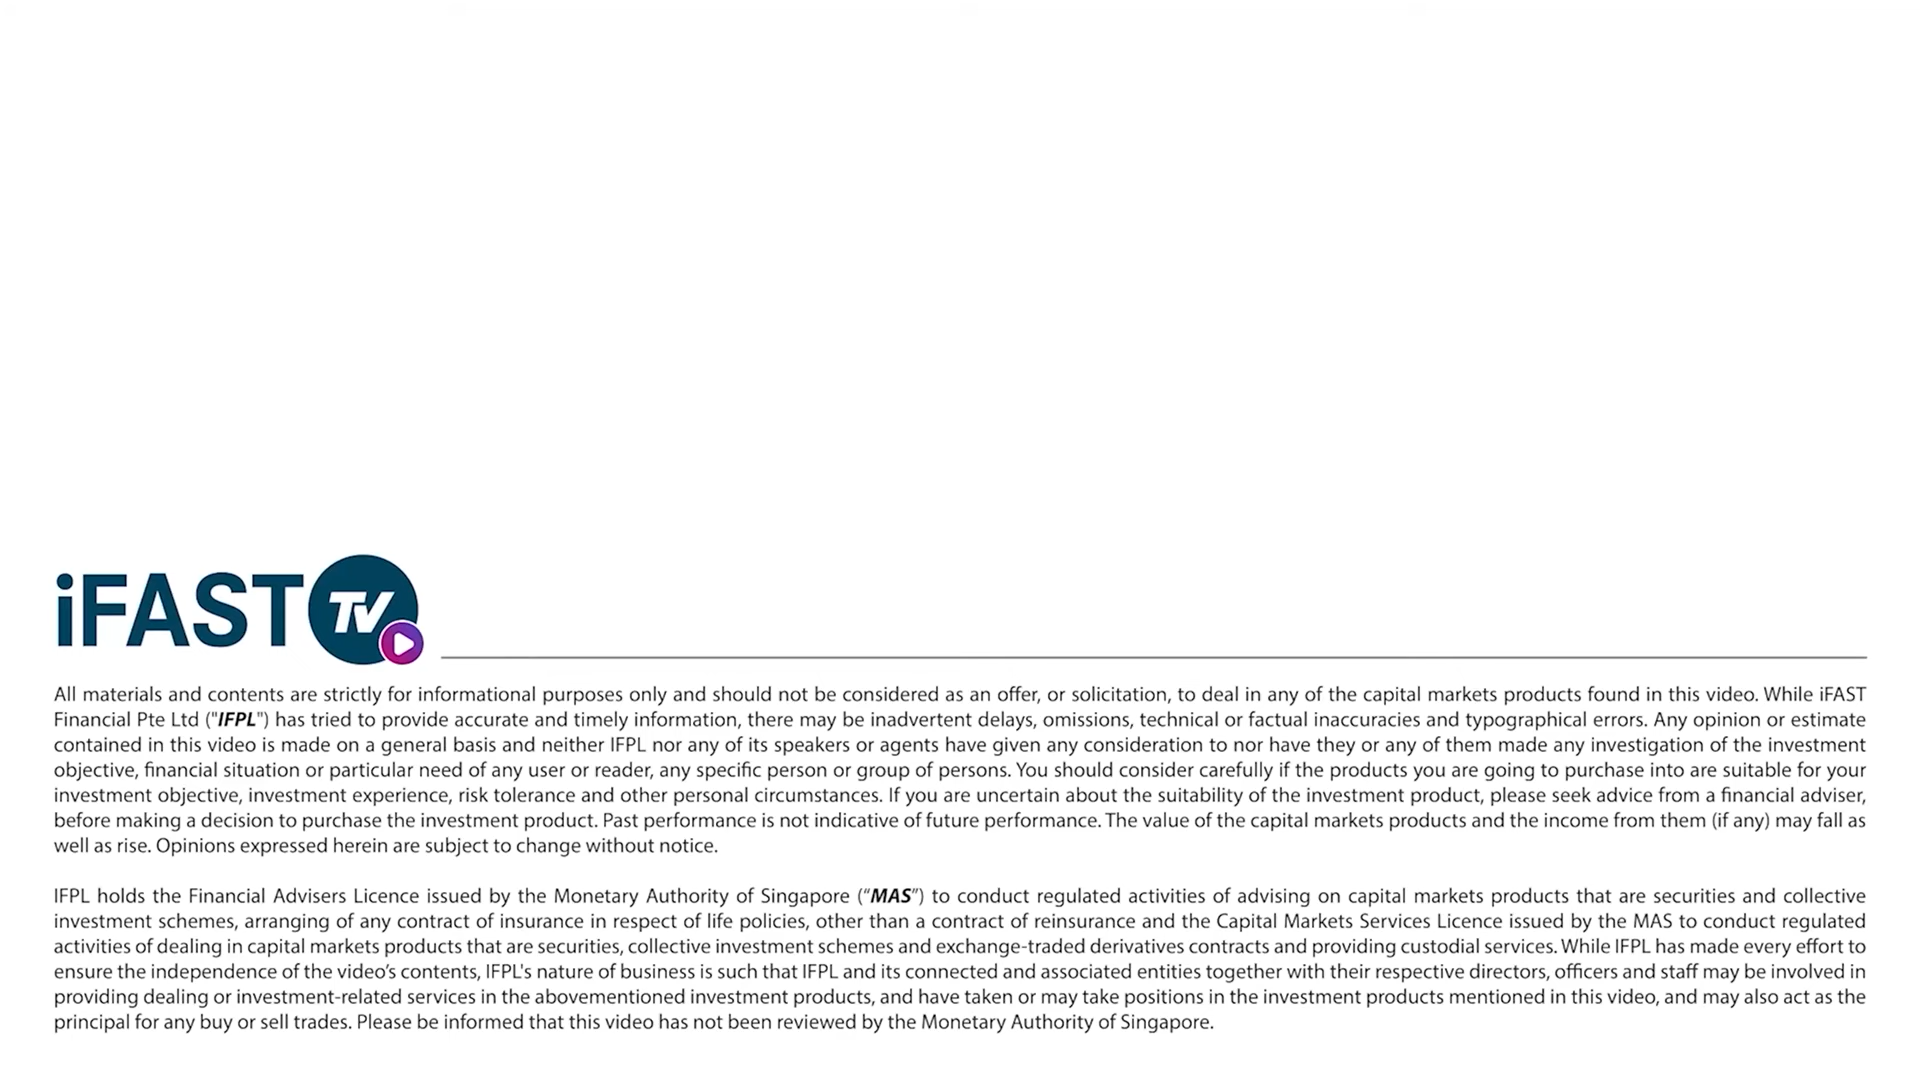 iFAST TV
All materials and contents are strictly for informational purposes only and should not be considered as an offer, or solicitation, to deal in any of the capital markets products found in this video. While iFAST
Financial Pte Ltd ("IFPL") has tried to provide accurate and timely information, there may be inadvertent delays, omissions, technical or factual inaccuracies and typographical errors. Any opinion or estimate
contained in this video is made on a general basis and neither IFPL nor any of its speakers or agents have given any consideration to nor have they or any of them made any investigation of the investment
objective, financial situation or particular need of any user or reader, any specific person or group of persons. You should consider carefully if the products you are going to purchase into are suitable for your
investment objective, investment experience, risk tolerance and other personal circumstances. If you are uncertain about the suitability of the investment product, please seek advice from a financial adviser,
before making a decision to purchase the investment product. Past performance is not indicative of future performance. The value of the capital markets products and the income from them (if any) may fall as
well as rise. Opinions expressed herein are subject to change without notice.
IFPL holds the Financial Advisers Licence issued by the Monetary Authority of Singapore (“MAS”) to conduct regulated activities of advising on capital markets products that are securities and collective
investment schemes, arranging of any contract of insurance in respect of life policies, other than a contract of reinsurance and the Capital Markets Services Licence issued by the MAS to conduct regulated
activities of dealing in capital markets products that are securities, collective investment schemes and exchange-traded derivatives contracts and providing custodial services. While IFPL has made every effort to
ensure the independence of the video’s contents, IFPL's nature of business is such that IFPL and its connected and associated entities together with their respective directors, officers and staff may be involved in
providing dealing or investment-related services in the abovementioned investment products, and have taken or may take positions in the investment products mentioned in this video, and may also act as the
principal for any buy or sell trades. Please be informed that this video has not been reviewed by the Monetary Authority of Singapore.